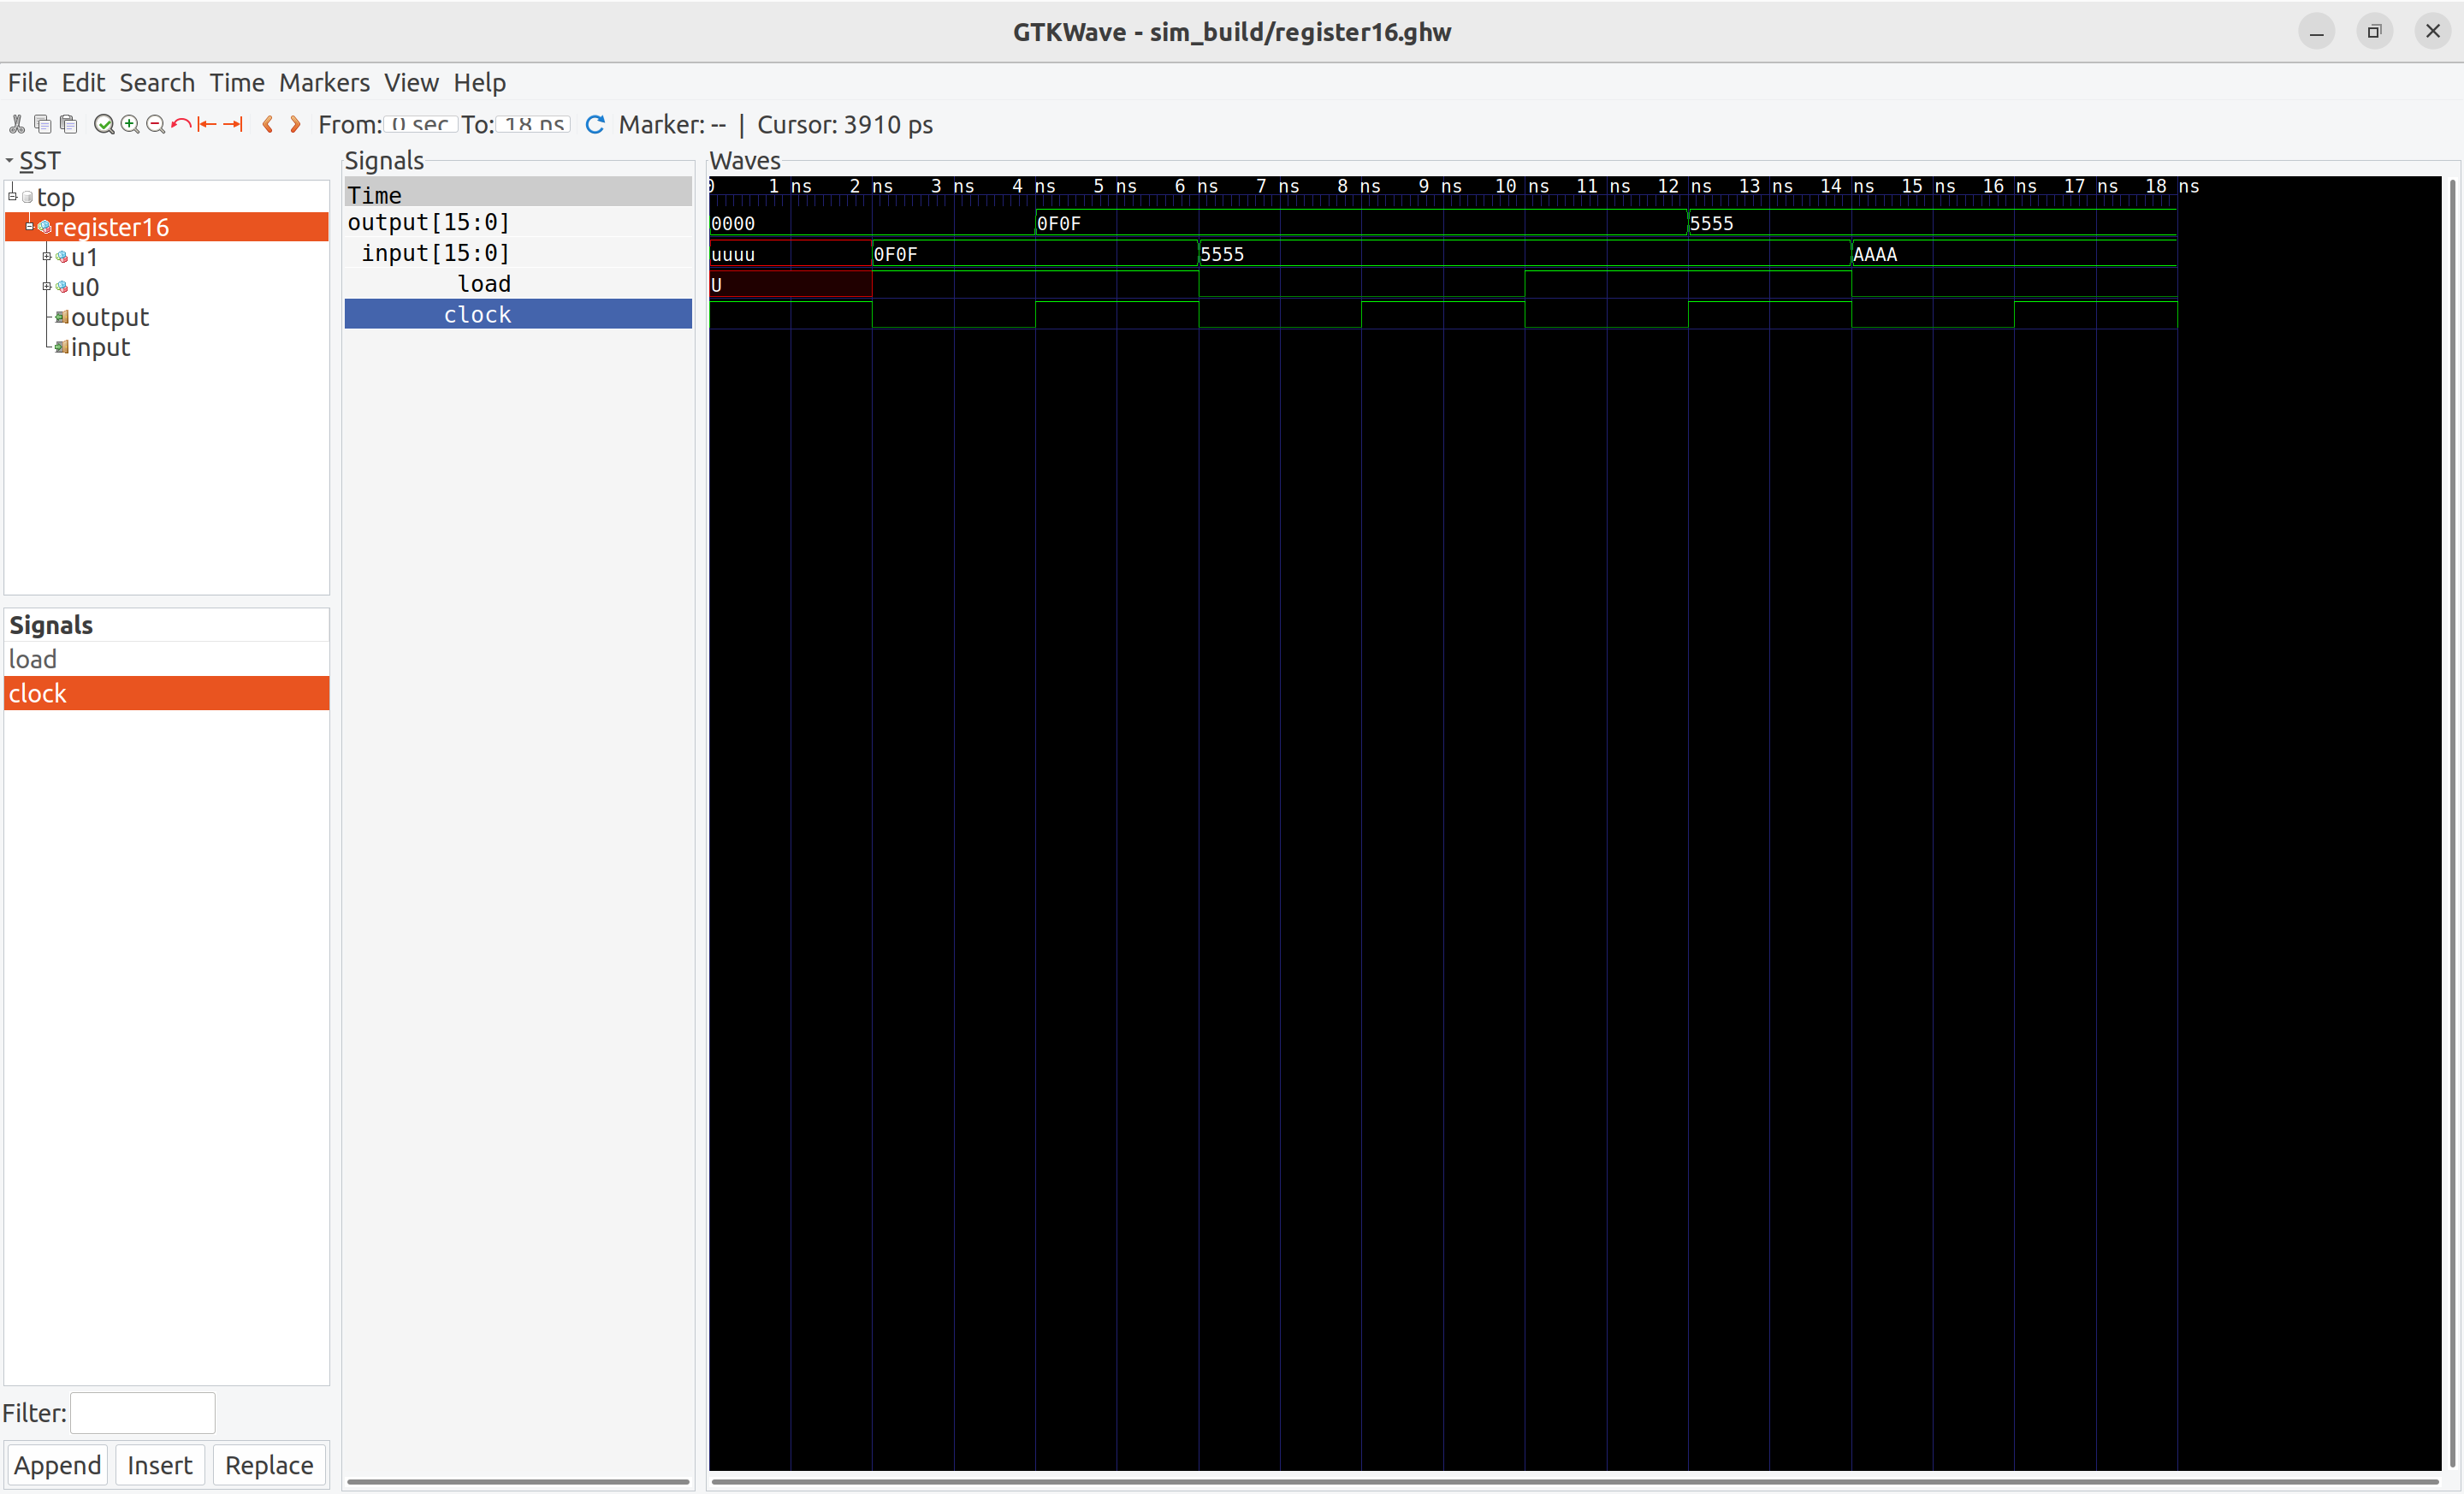 GTKWave - sim_build/register16.ghw
File Edit Search Time Markers View Help
From: 0 sec To: 18 ns Marker: -- | Cursor: 3910 ps
SST
top
register16
u1
u0
output
input
Signals
load
clock
Filter:
Append Insert Replace
Signals
Time
output[15:0]
input[15:0]
load
clock
Waves
0 1 ns 2 ns 3 ns 4 ns 5 ns 6 ns 7 ns 8 ns 9 ns 10 ns 11 ns 12 ns 13 ns 14 ns 15 ns 16 ns 17 ns 18 ns
0000 0F0F 5555
uuuu 0F0F 5555 AAAA
U